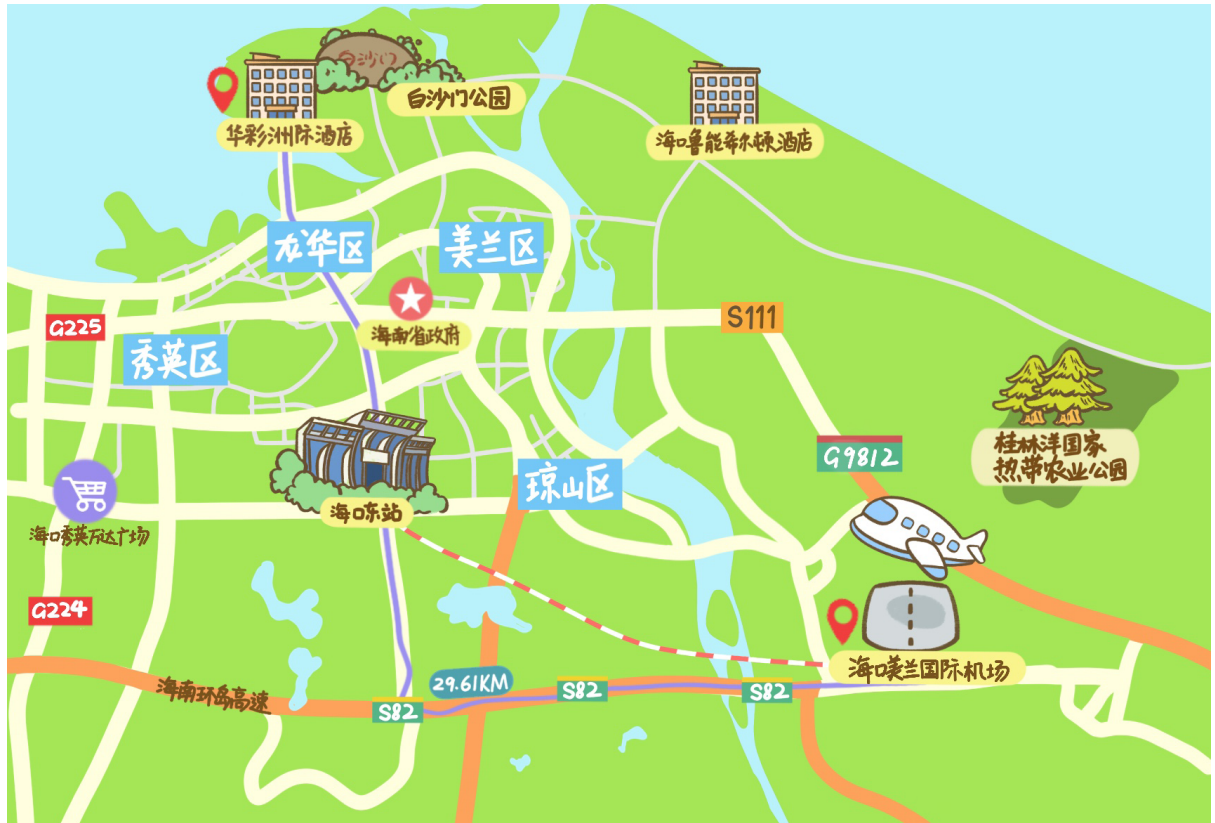 白沙门
白沙门公园
华彩洲际酒店
海口鲁能希尔顿酒店
龙华区
美兰区
海南省政府
S111
G225
秀英区
G9812
桂林洋国家
热带农业公园
琼山区
海口东站
海口秀英万达广场
G224
海口美兰国际机场
海南环岛高速
29.61KM
S82
S82
S82